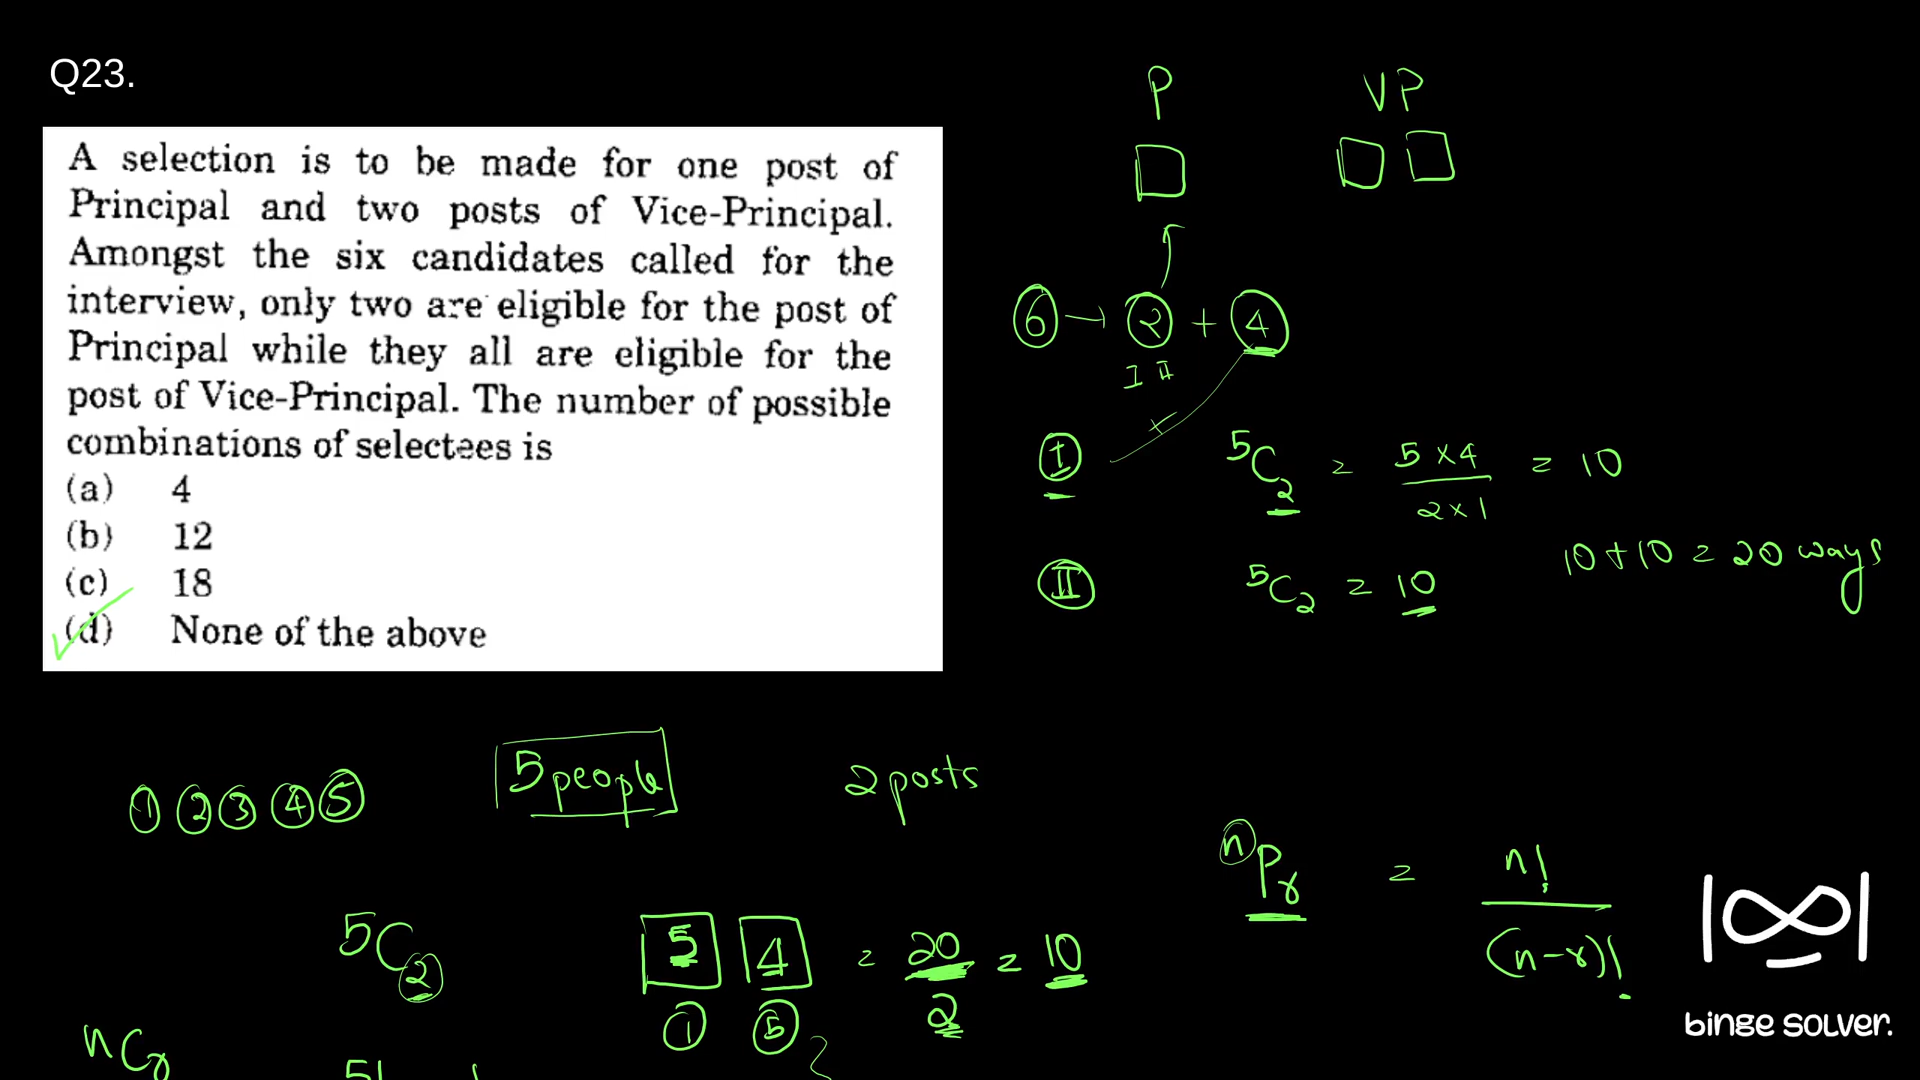 Q23.
A selection is to be made for one post of
Principal and two posts of Vice-Principal.
Amongst the six candidates called for the
interview, only two are eligible for the post of
Principal while they all are eligible for the
post of Vice-Principal. The number of possible
combinations of selectees is
(a) 4
(b) 12
(c) 18
(d) None of the above
P VP
6 → 2 + 4
I II
I ⁵C₂ = 5 × 4 / 2 × 1 = 10
II ⁵C₂ = 10
10 + 10 = 20 ways
1 2 3 4 5
5 people 2 posts
ⁿPᵣ = n! / (n-r)!
⁵C₂ 5 4 = 20 / 2 = 10
1 5
nCr
binge solver.